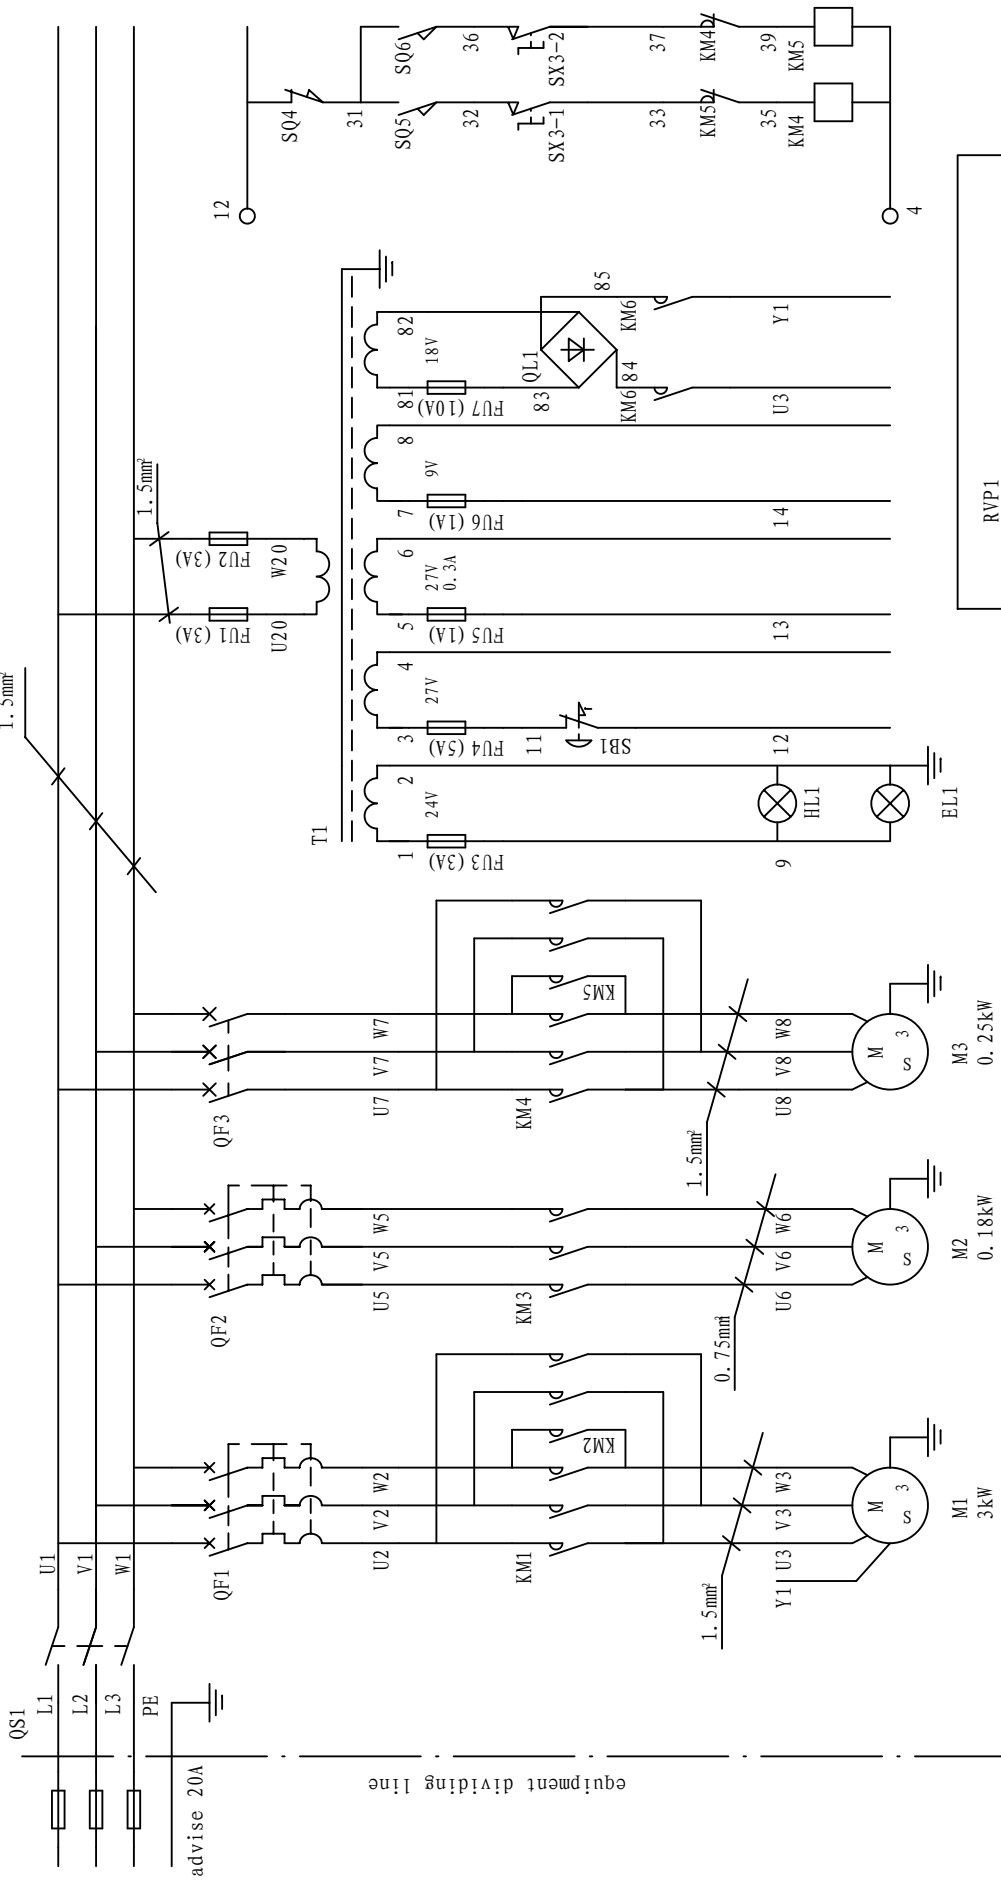 QS1
L1
L2
L3
PE
advise 20A
equipment dividing line
U1
V1
W1
QF1
U2
V2
W2
KM1
KM2
1.5mm²
Y1
U3
V3
W3
M
3
S
M1
3kW
QF2
U5
V5
W5
KM3
0.75mm²
U6
V6
W6
M
3
S
M2
0.18kW
QF3
U7
V7
W7
KM4
KM5
1.5mm²
U8
V8
W8
M
3
S
M3
0.25kW
1.5mm²
1.5mm²
FU1(3A)
FU2(3A)
U20
W20
T1
1
2
24V
FU3(3A)
9
HL1
EL1
3
4
27V
FU4(5A)
11
SB1
12
5
6
27V
0.3A
FU5(1A)
13
7
8
9V
FU6(1A)
14
81
82
18V
FU7(10A)
83
QL1
84
85
KM6
KM6
U3
Y1
12
4
SQ4
31
SQ5
32
SX3-1
33
KM5
35
KM4
SQ6
36
SX3-2
37
KM4
39
KM5
RVP1